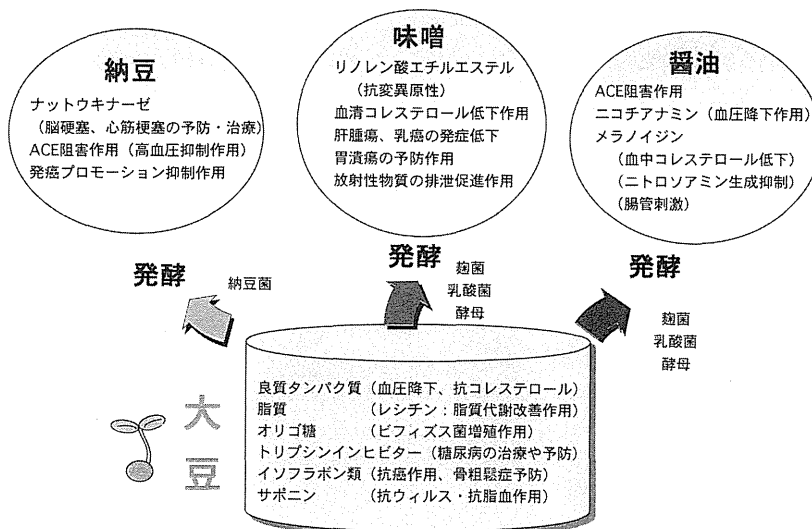 納豆
ナットウキナーゼ
（脳硬塞、心筋梗塞の予防・治療）
ACE阻害作用（高血圧抑制作用）
発癌プロモーション抑制作用
味噌
リノレン酸エチルエステル
（抗変異原性）
血清コレステロール低下作用
肝腫瘍、乳癌の発症低下
胃潰瘍の予防作用
放射性物質の排泄促進作用
醤油
ACE阻害作用
ニコチアナミン（血圧降下作用）
メラノイジン
（血中コレステロール低下）
（ニトロソアミン生成抑制）
（腸管刺激）
発酵
納豆菌
発酵
麹菌
乳酸菌
酵母
発酵
麹菌
乳酸菌
酵母
大豆
良質タンパク質（血圧降下、抗コレステロール）
脂質（レシチン：脂質代謝改善作用）
オリゴ糖（ビフィズス菌増殖作用）
トリプシンインヒビター（糖尿病の治療や予防）
イソフラボン類（抗癌作用、骨粗鬆症予防）
サポニン（抗ウィルス・抗脂血作用）